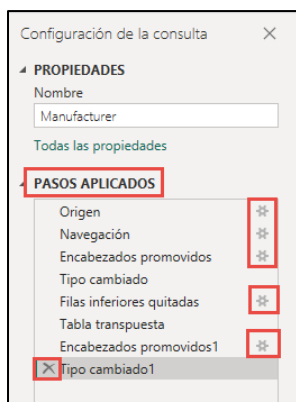 Configuración de la consulta
PROPIEDADES
Nombre
Manufacturer
Todas las propiedades
PASOS APLICADOS
Origen
Navegación
Encabezados promovidos
Tipo cambiado
Filas inferiores quitadas
Tabla transpuesta
Encabezados promovidos1
Tipo cambiado1